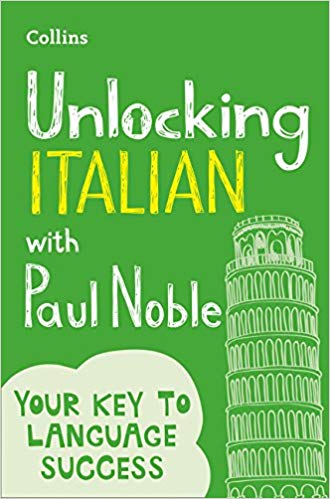 Collins
Unlocking
ITALIAN
with
Paul Noble
YOUR KEY TO
LANGUAGE
SUCCESS